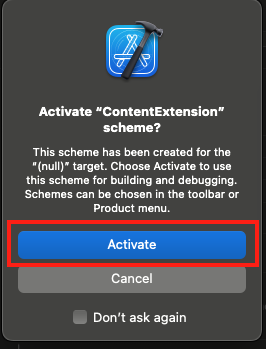 Activate “ContentExtension”
scheme?
This scheme has been created for the
“(null)” target. Choose Activate to use
this scheme for building and debugging.
Schemes can be chosen in the toolbar or
Product menu.
Activate
Cancel
Don’t ask again